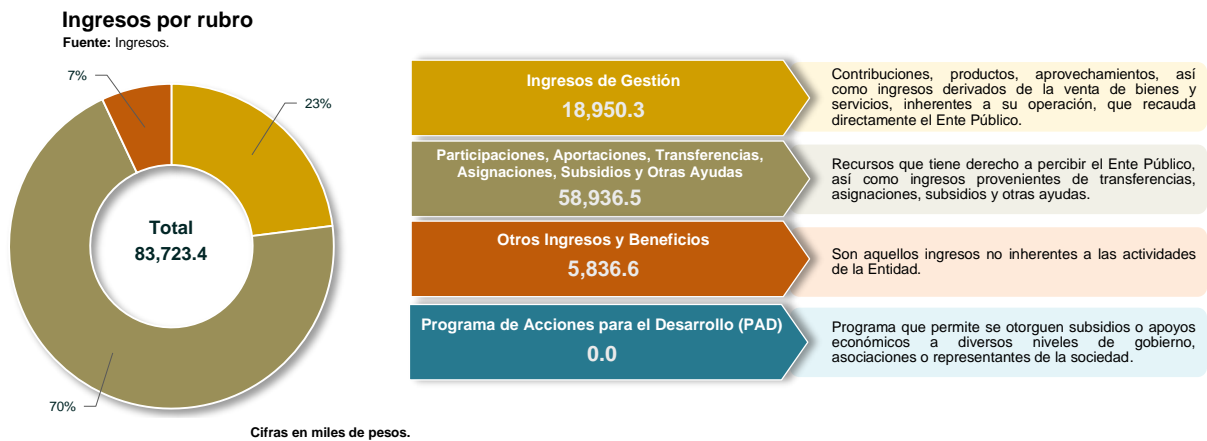 Ingresos por rubro
Fuente: Ingresos.
7%
23%
Total
83,723.4
70%
Ingresos de Gestión
18,950.3
Contribuciones, productos, aprovechamientos, así
como ingresos derivados de la venta de bienes y
servicios, inherentes a su operación, que recauda
directamente el Ente Público.
Participaciones, Aportaciones, Transferencias,
Asignaciones, Subsidios y Otras Ayudas
58,936.5
Recursos que tiene derecho a percibir el Ente Público,
así como ingresos provenientes de transferencias,
asignaciones, subsidios y otras ayudas.
Otros Ingresos y Beneficios
5,836.6
Son aquellos ingresos no inherentes a las actividades
de la Entidad.
Programa de Acciones para el Desarrollo (PAD)
0.0
Programa que permite se otorguen subsidios o apoyos
económicos a diversos niveles de gobierno,
asociaciones o representantes de la sociedad.
Cifras en miles de pesos.